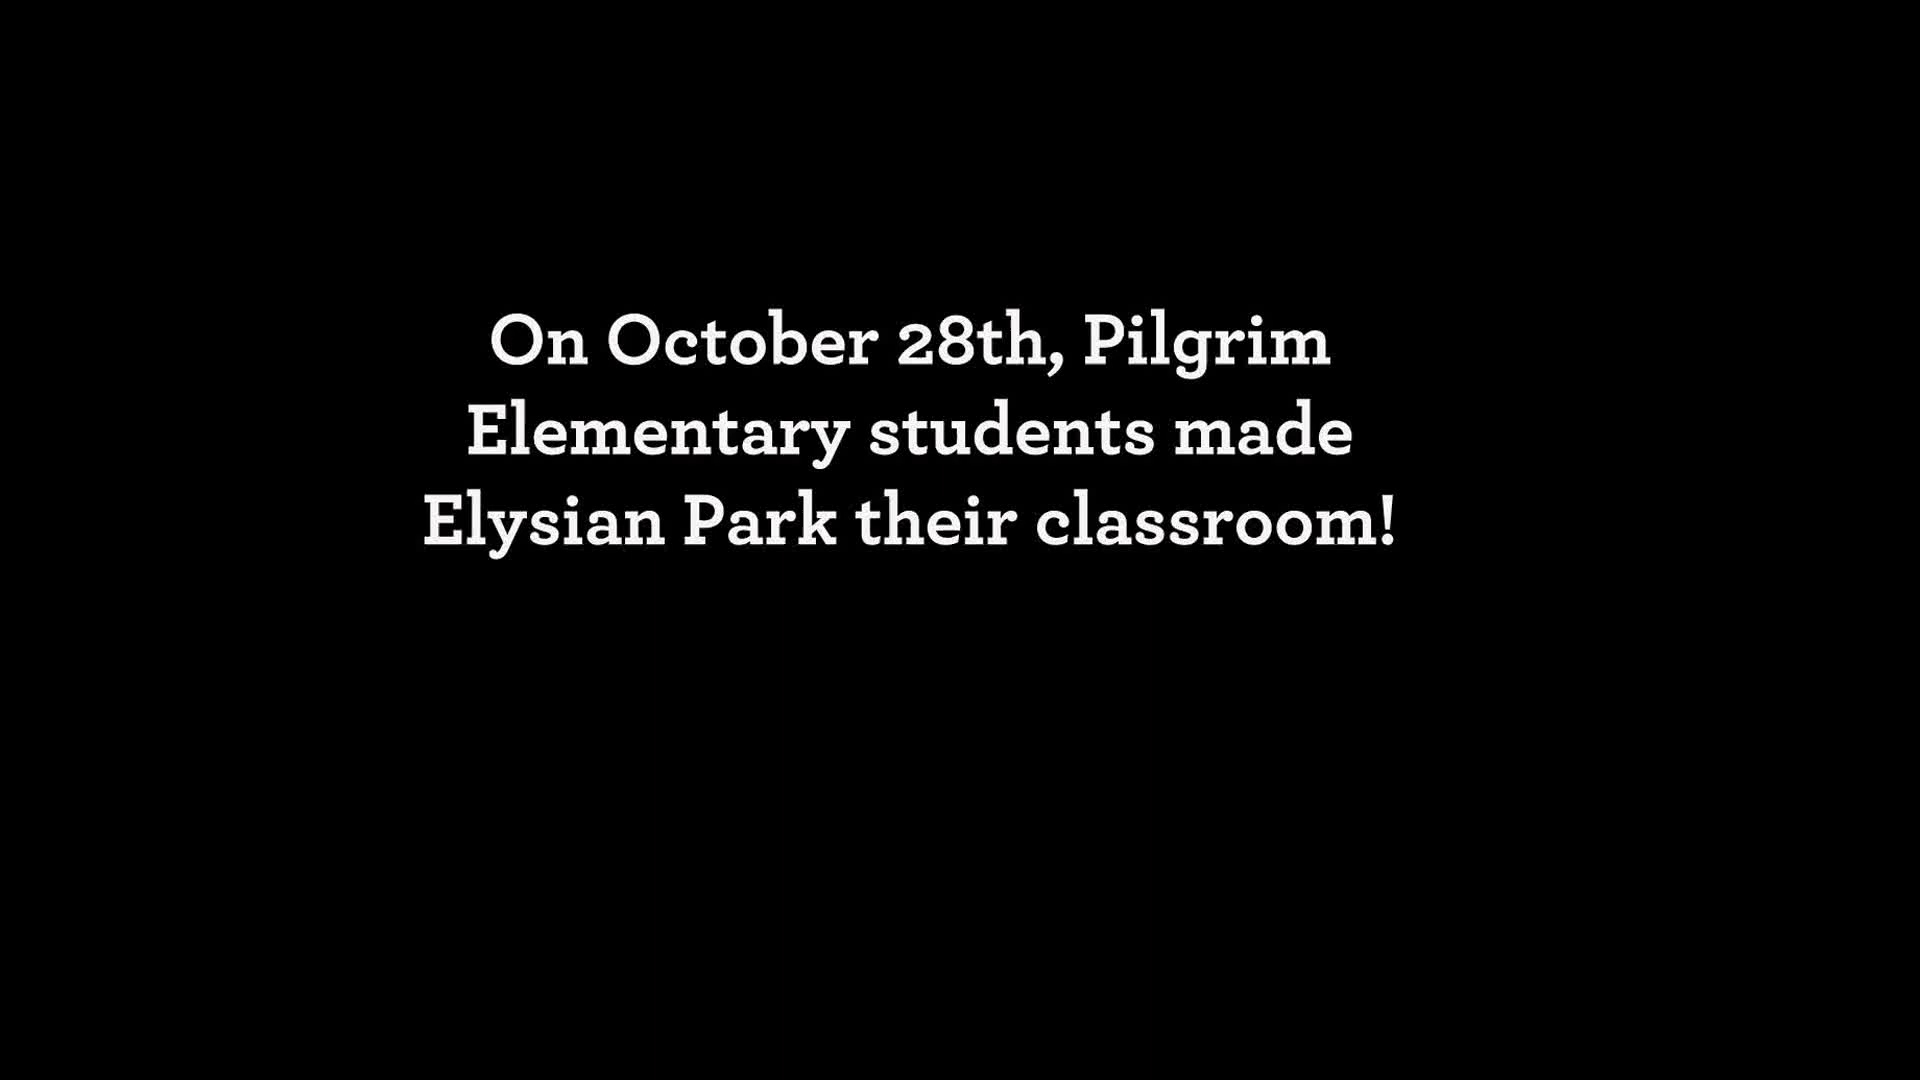 On October 28th, Pilgrim
Elementary students made
Elysian Park their classroom!